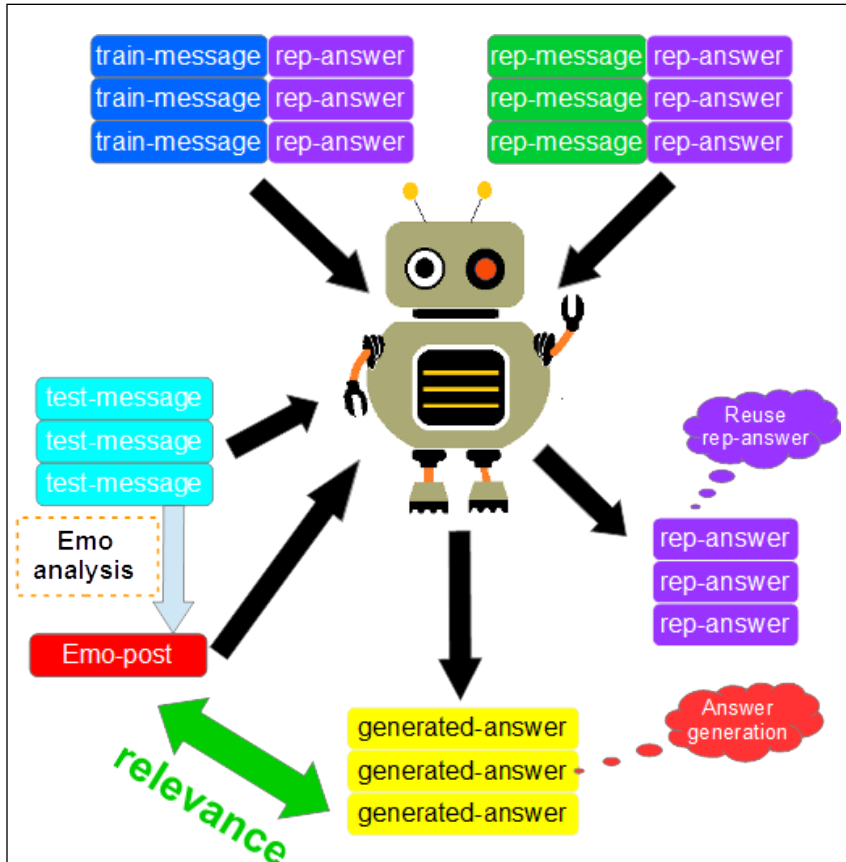 train-message rep-answer
train-message rep-answer
train-message rep-answer
rep-message rep-answer
rep-message rep-answer
rep-message rep-answer
test-message
test-message
test-message
Emo
analysis
Emo-post
Reuse
rep-answer
rep-answer
rep-answer
rep-answer
Answer
generation
generated-answer
generated-answer
generated-answer
relevance